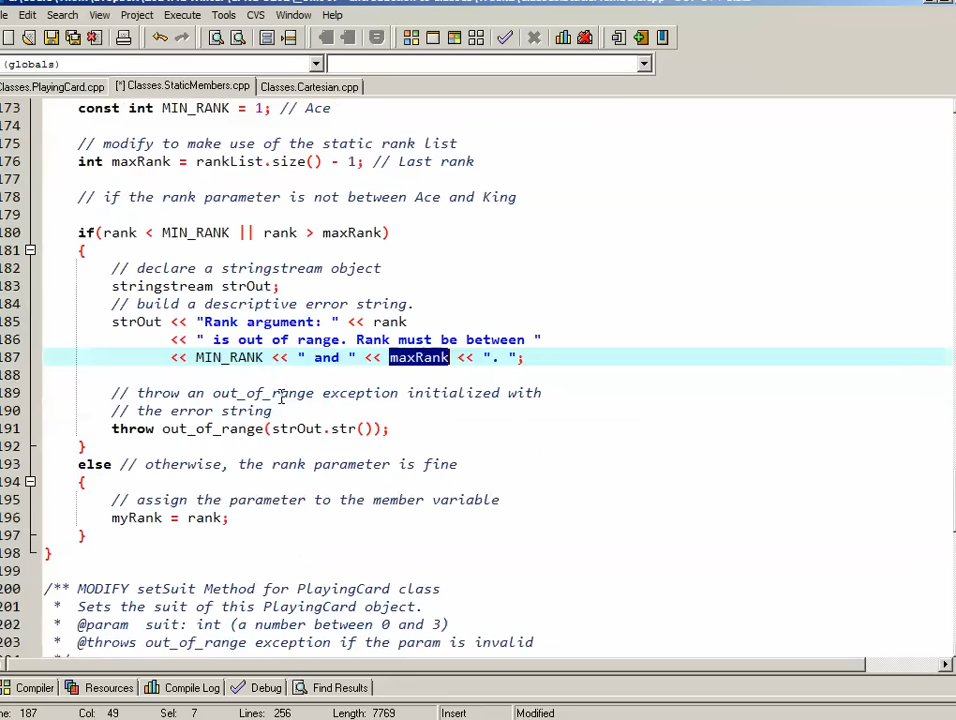 Edit Search View Project Execute Tools CVS Window Help
(globals)
Classes.PlayingCard.cpp [*] Classes.StaticMembers.cpp Classes.Cartesian.cpp
173 const int MIN_RANK = 1; // Ace
174
175 // modify to make use of the static rank list
176 int maxRank = rankList.size() - 1; // Last rank
177
178 // if the rank parameter is not between Ace and King
179
180 if(rank < MIN_RANK || rank > maxRank)
181 {
182 // declare a stringstream object
183 stringstream strOut;
184 // build a descriptive error string.
185 strOut << "Rank argument: " << rank
186 << " is out of range. Rank must be between "
187 << MIN_RANK << " and " << maxRank << ". ";
188
189 // throw an out_of_range exception initialized with
190 // the error string
191 throw out_of_range(strOut.str());
192 }
193 else // otherwise, the rank parameter is fine
194 {
195 // assign the parameter to the member variable
196 myRank = rank;
197 }
198 }
199
200 /** MODIFY setSuit Method for PlayingCard class
201 * Sets the suit of this PlayingCard object.
202 * @param suit: int (a number between 0 and 3)
203 * @throws out_of_range exception if the param is invalid
Compiler Resources Compile Log Debug Find Results
ne: 187 Col: 49 Sel: 7 Lines: 256 Length: 7769 Insert Modified